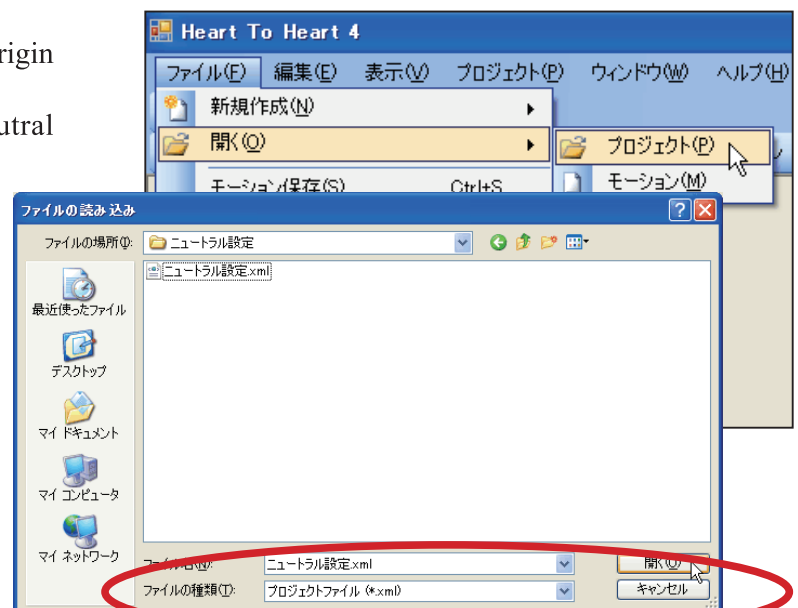 rigin
utral
Heart To Heart 4
ファイル(F) 編集(E) 表示(V) プロジェクト(P) ウィンドウ(W) ヘルプ(H)
新規作成(N)
開く(O)
プロジェクト(P)
モーション保存(S) Ctrl+S
モーション(M)
ファイルの読み込み
ファイルの場所(I): ニュートラル設定
ニュートラル設定.xml
最近使ったファイル
デスクトップ
マイ ドキュメント
マイ コンピュータ
マイ ネットワーク
ファイル名(N): ニュートラル設定.xml 開く(O)
ファイルの種類(T): プロジェクトファイル (*.xml) キャンセル